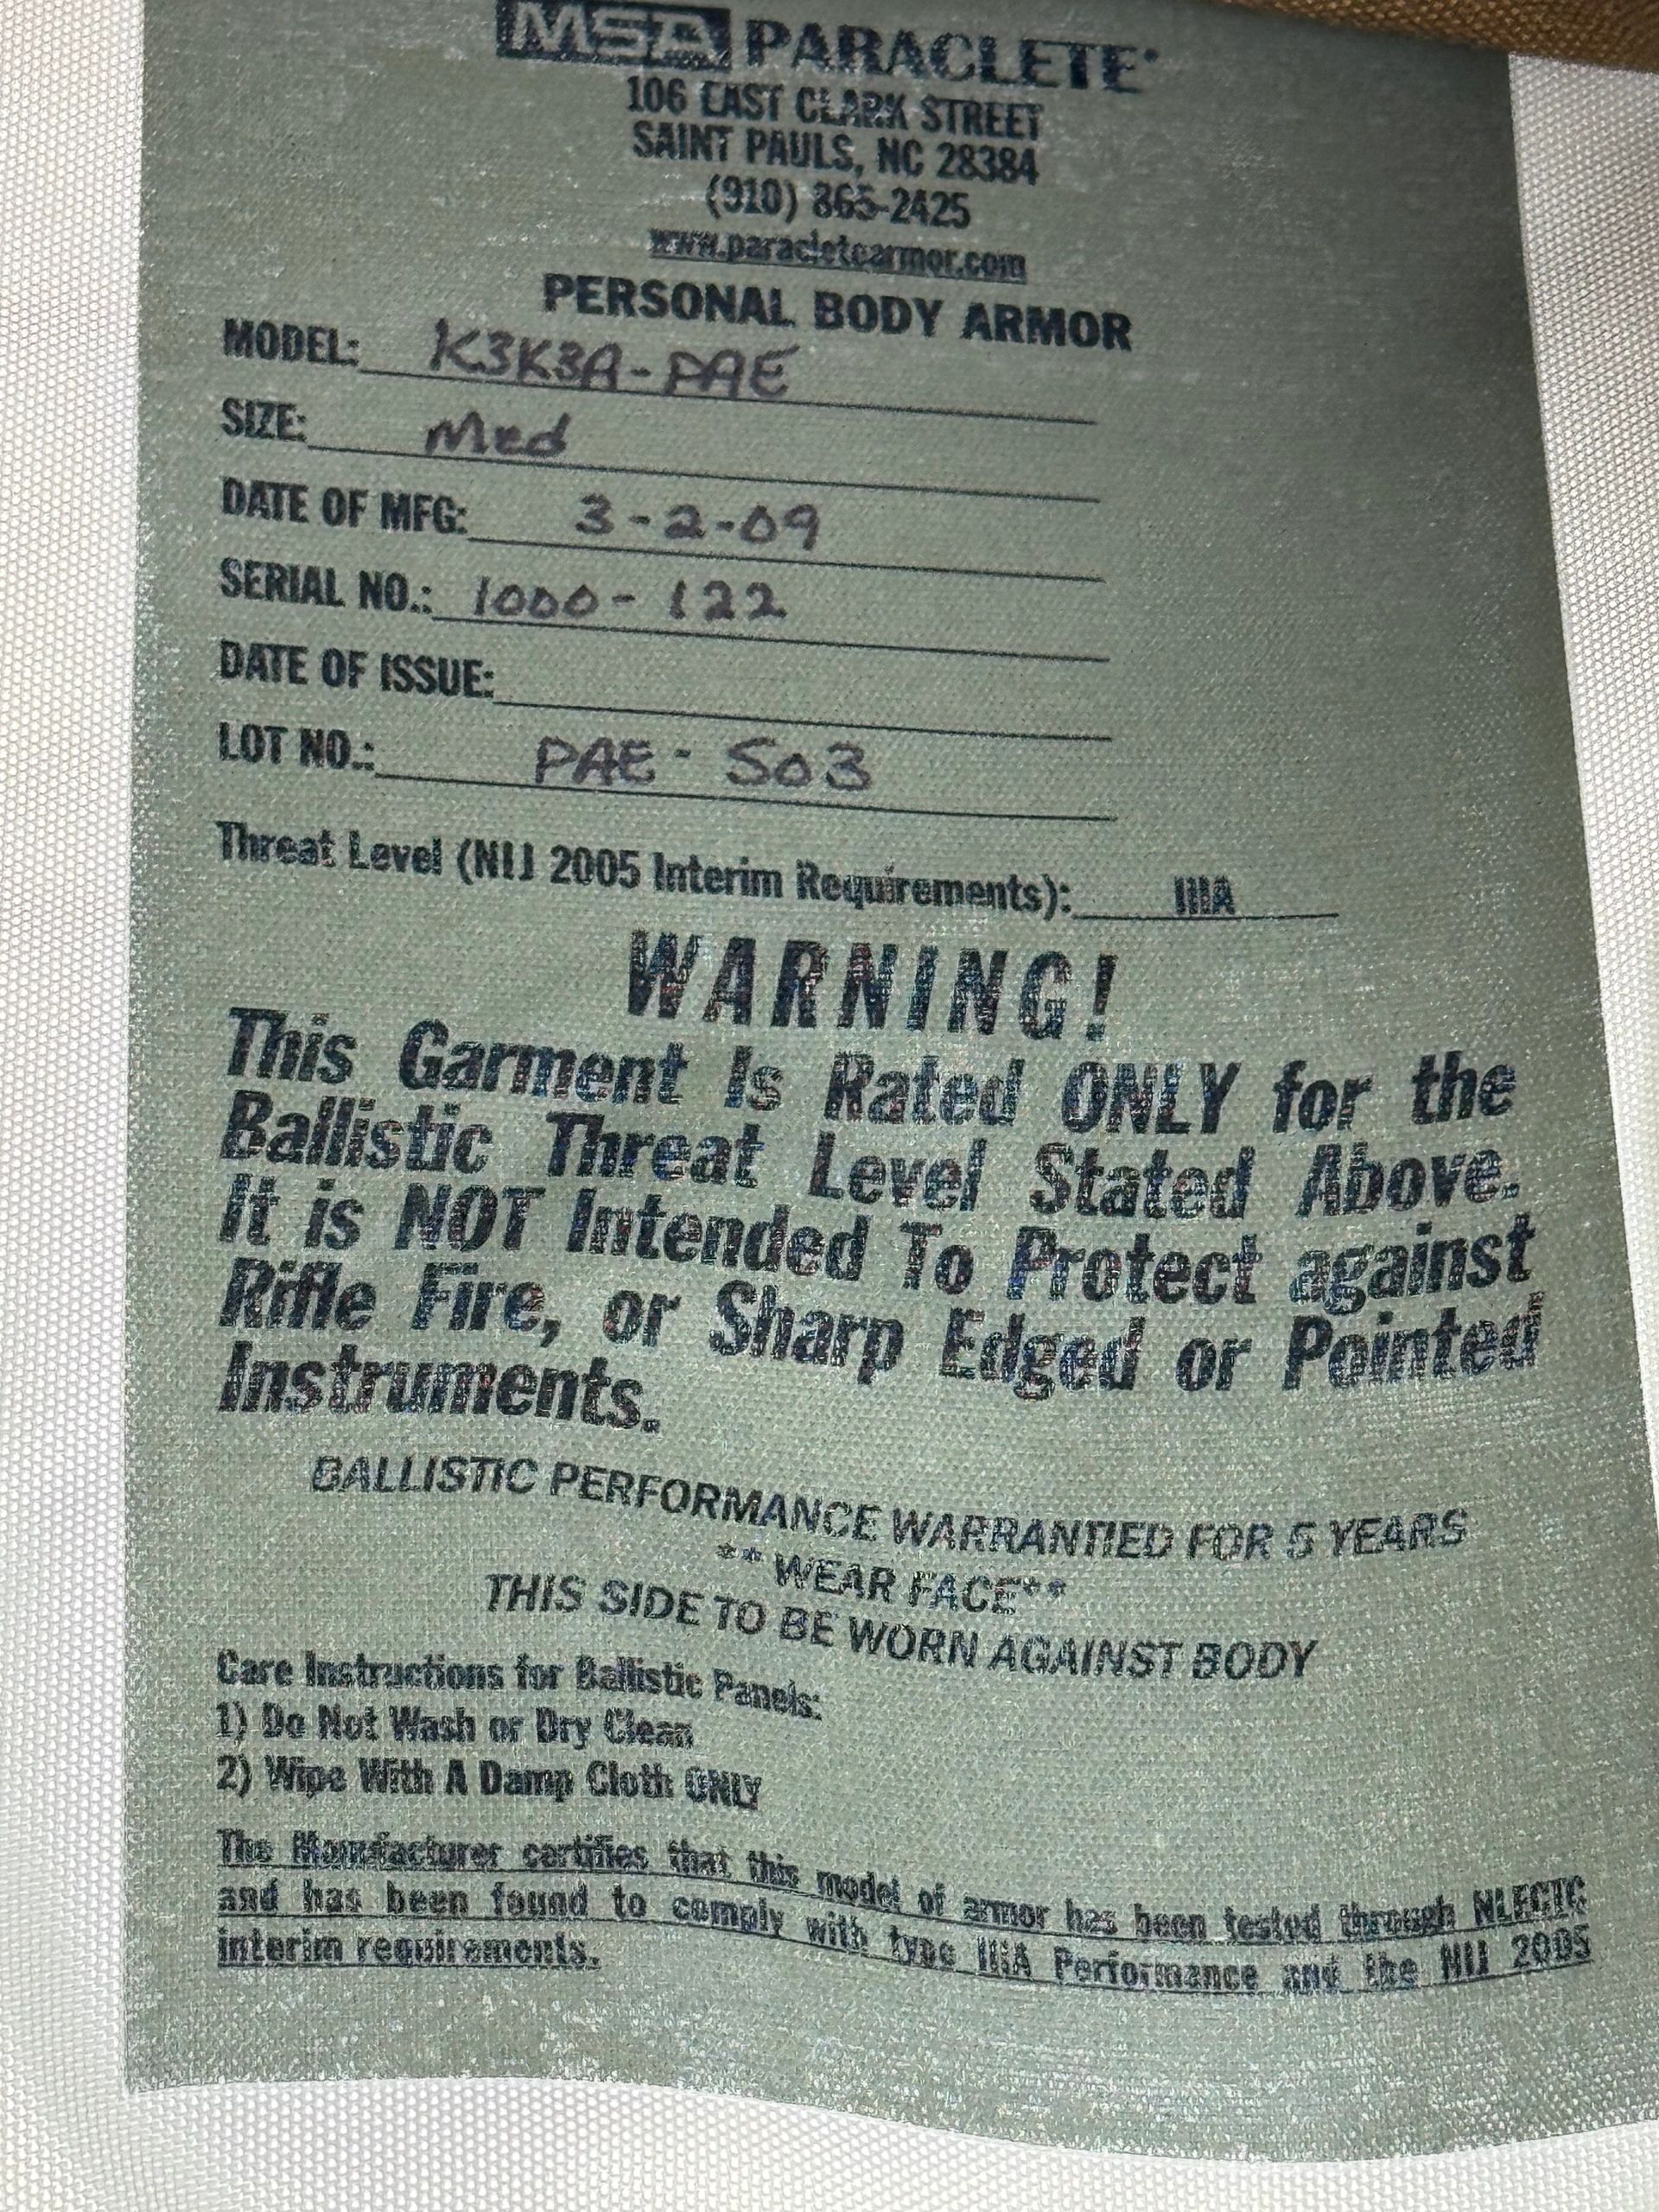 MSA PARACLETE
106 EAST CLARK STREET
SAINT PAULS, NC 28384
(910) 865-2425
www.paracletearmor.com
PERSONAL BODY ARMOR
MODEL: K3K3A-PAE
SIZE: Med
DATE OF MFG: 3-2-09
SERIAL NO.: 1000-122
DATE OF ISSUE:
LOT NO.: PAE-503
Threat Level (NIJ 2005 Interim Requirements): IIIA
WARNING!
This Garment Is Rated ONLY for the
Ballistic Threat Level Stated Above.
It is NOT Intended To Protect against
Rifle Fire, or Sharp Edged or Pointed
Instruments.
BALLISTIC PERFORMANCE WARRANTIED FOR 5 YEARS
**WEAR FACE**
THIS SIDE TO BE WORN AGAINST BODY
Care Instructions for Ballistic Panels:
1) Do Not Wash or Dry Clean
2) Wipe With A Damp Cloth ONLY
The Manufacturer certifies that this model of armor has been tested through NLECTC
and has been found to comply with type IIIA Performance and the NIJ 2005
interim requirements.